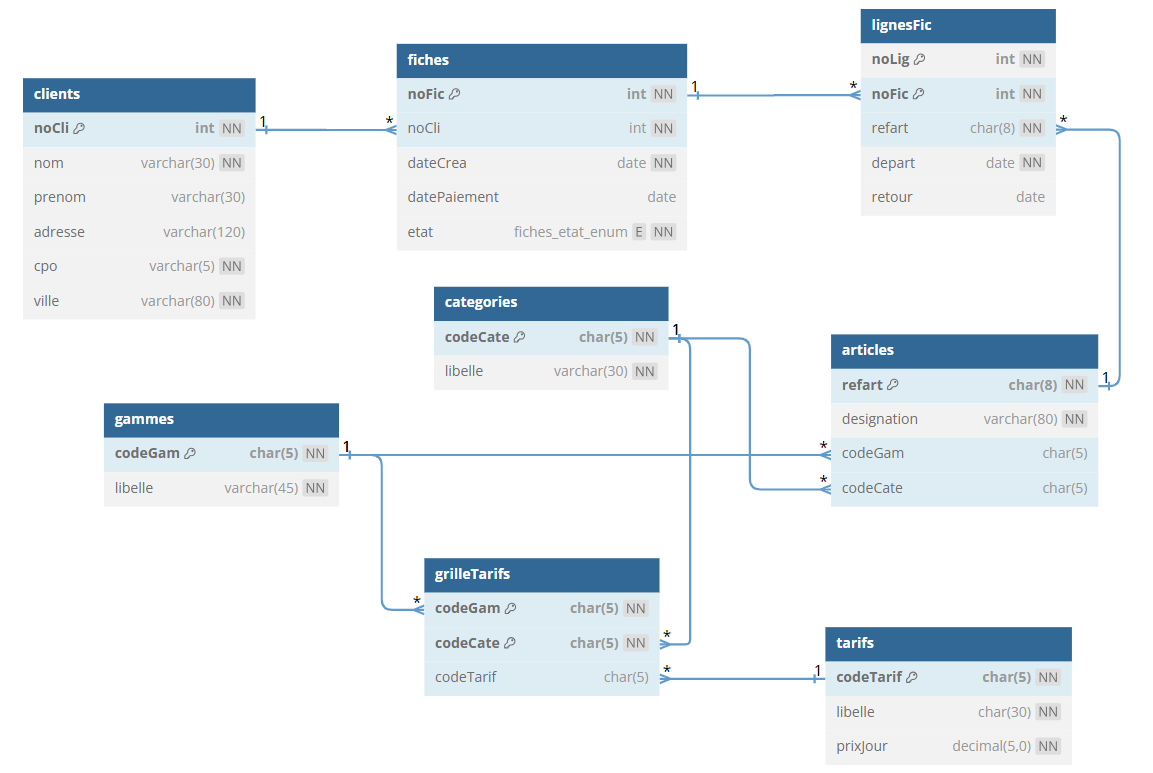 clients
noCli int NN
nom varchar(30) NN
prenom varchar(30)
adresse varchar(120)
cpo varchar(5) NN
ville varchar(80) NN
1 *
fiches
noFic int NN
noCli int NN
dateCrea date NN
datePaiement date
etat fiches_etat_enum E NN
1 *
lignesFic
noLig int NN
noFic int NN
refart char(8) NN
depart date NN
retour date
*
1
categories
codeCate char(5) NN
libelle varchar(30) NN
1
articles
refart char(8) NN
designation varchar(80) NN
codeGam char(5)
codeCate char(5)
*
*
gammes
codeGam char(5) NN
libelle varchar(45) NN
1
grilleTarifs
codeGam char(5) NN
codeCate char(5) NN
codeTarif char(5)
*
*
* 1
tarifs
codeTarif char(5) NN
libelle char(30) NN
prixJour decimal(5,0) NN